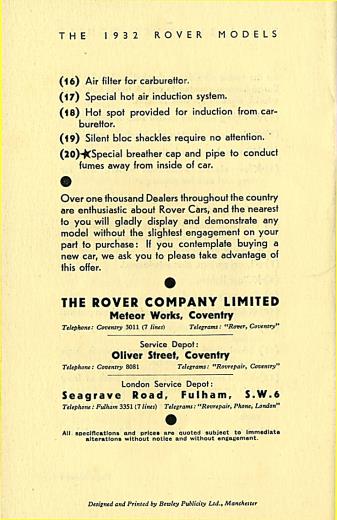 THE 1932 ROVER MODELS
(16) Air filter for carburettor.
(17) Special hot air induction system.
(18) Hot spot provided for induction from car-
burettor.
(19) Silent bloc shackles require no attention.
(20)★Special breather cap and pipe to conduct
fumes away from inside of car.
Over one thousand Dealers throughout the country
are enthusiastic about Rover Cars, and the nearest
to you will gladly display and demonstrate any
model without the slightest engagement on your
part to purchase: If you contemplate buying a
new car, we ask you to please take advantage of
this offer.
THE ROVER COMPANY LIMITED
Meteor Works, Coventry
Telephone: Coventry 3011 (7 lines) Telegrams: "Rover, Coventry"
Service Depot:
Oliver Street, Coventry
Telephone: Coventry 8081 Telegrams: "Rovrepair, Coventry"
London Service Depot:
Seagrave Road, Fulham, S.W.6
Telephone: Fulham 3351 (7 lines) Telegrams: "Rovrepair, Phone, London"
All specifications and prices are quoted subject to immediate
alterations without notice and without engagement.
Designed and Printed by Bexley Publicity Ltd., Manchester